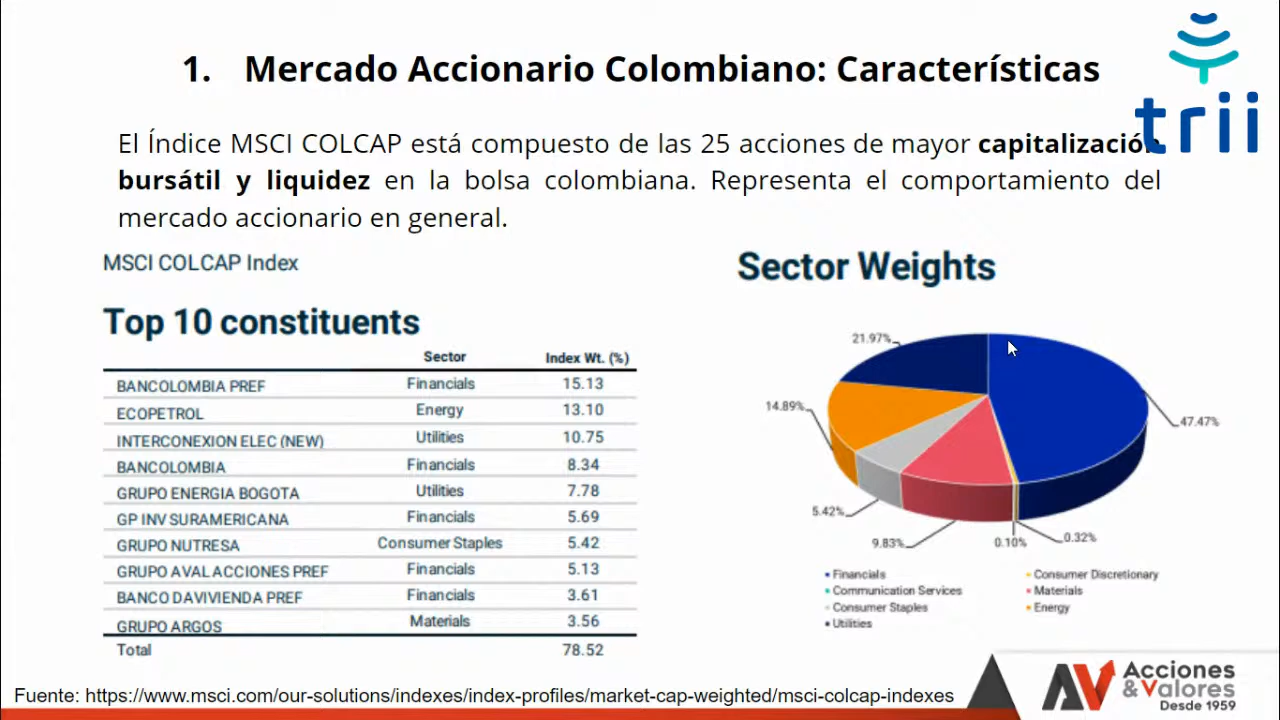 1. Mercado Accionario Colombiano: Características
trii
El Índice MSCI COLCAP está compuesto de las 25 acciones de mayor capitalización
bursátil y liquidez en la bolsa colombiana. Representa el comportamiento del
mercado accionario en general.
MSCI COLCAP Index
Top 10 constituents
Sector Index Wt. (%)
BANCOLOMBIA PREF Financials 15.13
ECOPETROL Energy 13.10
INTERCONEXION ELEC (NEW) Utilities 10.75
BANCOLOMBIA Financials 8.34
GRUPO ENERGIA BOGOTA Utilities 7.78
GP INV SURAMERICANA Financials 5.69
GRUPO NUTRESA Consumer Staples 5.42
GRUPO AVAL ACCIONES PREF Financials 5.13
BANCO DAVIVIENDA PREF Financials 3.61
GRUPO ARGOS Materials 3.56
Total 78.52
Sector Weights
21.97%
14.89%
47.47%
5.42%
9.83%
0.10%
0.32%
Financials Consumer Discretionary
Communication Services Materials
Consumer Staples Energy
Utilities
Fuente: https://www.msci.com/our-solutions/indexes/index-profiles/market-cap-weighted/msci-colcap-indexes
AV Acciones
&Valores
Desde 1959